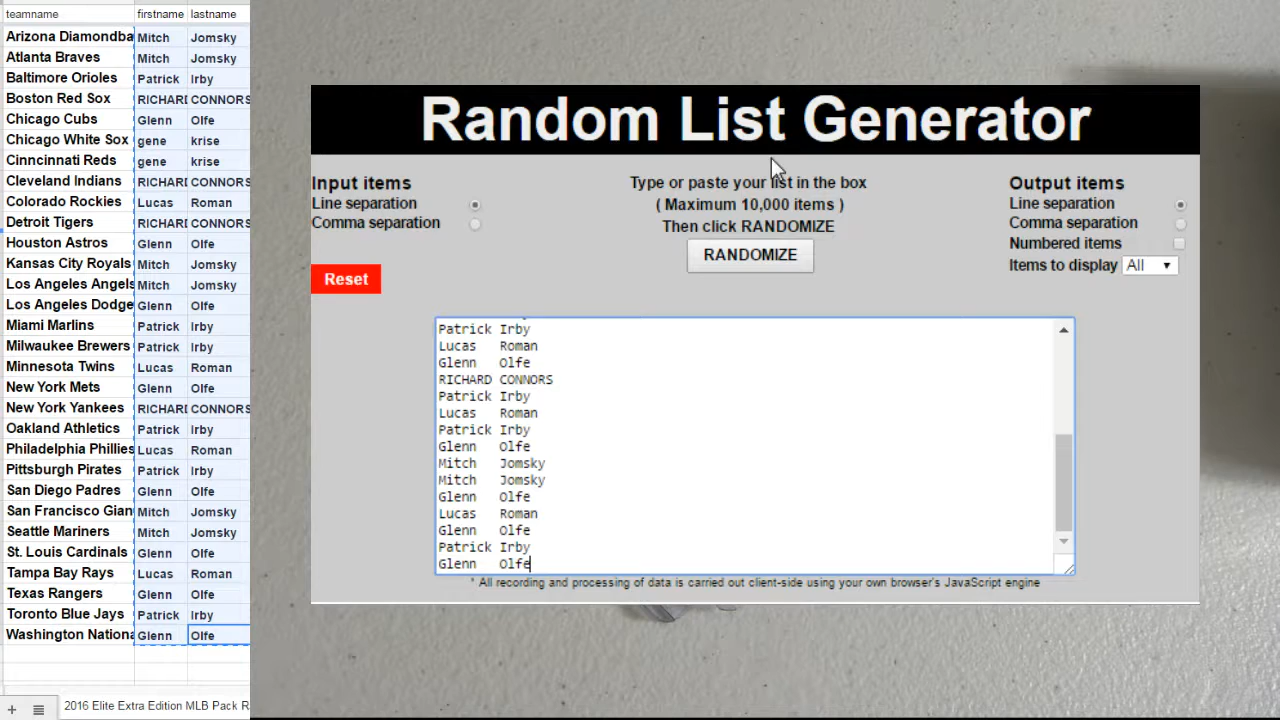 teamname firstname lastname
Arizona Diamondba Mitch Jomsky
Atlanta Braves Mitch Jomsky
Baltimore Orioles Patrick Irby
Boston Red Sox RICHARD CONNORS
Chicago Cubs Glenn Olfe
Chicago White Sox gene krise
Cinncinnati Reds gene krise
Cleveland Indians RICHARD CONNORS
Colorado Rockies Lucas Roman
Detroit Tigers RICHARD CONNORS
Houston Astros Glenn Olfe
Kansas City Royals Mitch Jomsky
Los Angeles Angels Mitch Jomsky
Los Angeles Dodge Glenn Olfe
Miami Marlins Patrick Irby
Milwaukee Brewers Patrick Irby
Minnesota Twins Lucas Roman
New York Mets Glenn Olfe
New York Yankees RICHARD CONNORS
Oakland Athletics Patrick Irby
Philadelphia Phillies Lucas Roman
Pittsburgh Pirates Patrick Irby
San Diego Padres Glenn Olfe
San Francisco Gian Mitch Jomsky
Seattle Mariners Mitch Jomsky
St. Louis Cardinals Glenn Olfe
Tampa Bay Rays Lucas Roman
Texas Rangers Glenn Olfe
Toronto Blue Jays Patrick Irby
Washington Nationa Glenn Olfe
2016 Elite Extra Edition MLB Pack R
Random List Generator
Input items
Line separation
Comma separation
Reset
Type or paste your list in the box
( Maximum 10,000 items )
Then click RANDOMIZE
RANDOMIZE
Output items
Line separation
Comma separation
Numbered items
Items to display All
Patrick Irby
Lucas Roman
Glenn Olfe
RICHARD CONNORS
Patrick Irby
Lucas Roman
Patrick Irby
Glenn Olfe
Mitch Jomsky
Mitch Jomsky
Glenn Olfe
Lucas Roman
Glenn Olfe
Patrick Irby
Glenn Olfe
* All recording and processing of data is carried out client-side using your own browser's JavaScript engine